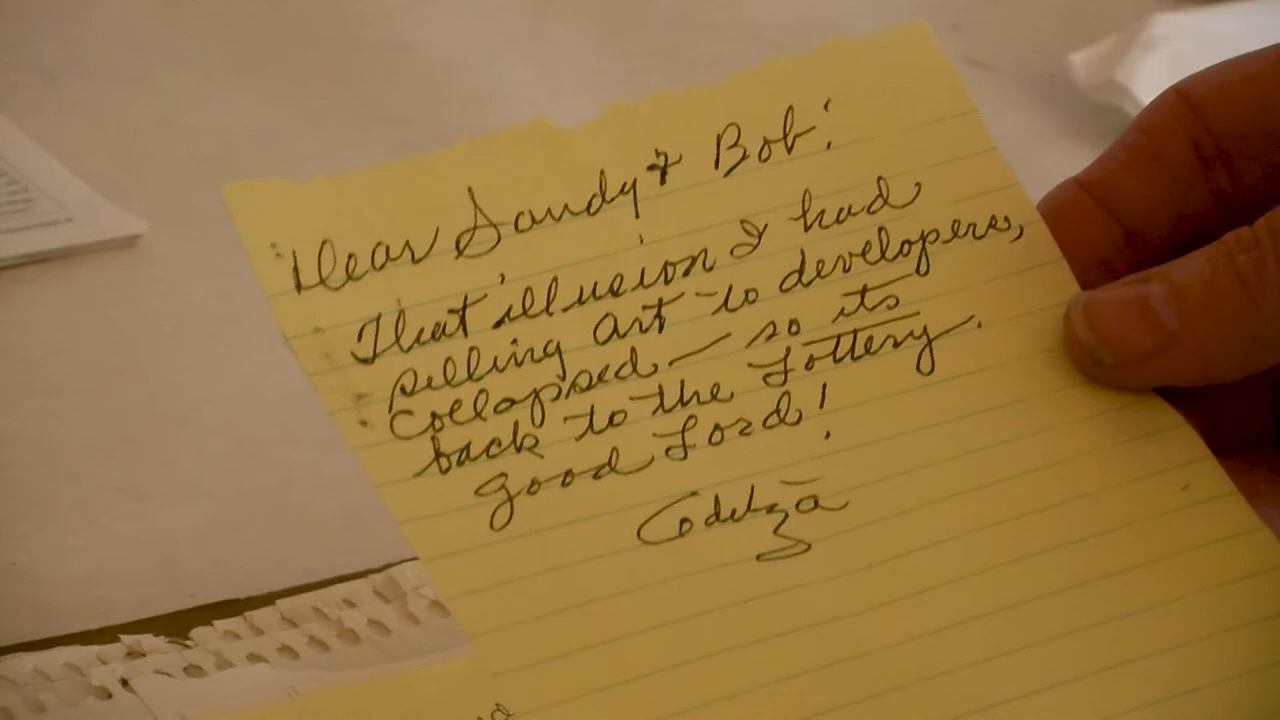 Dear Sandy & Bob:
That illusion I had
selling art to developers,
collapsed — so its
back to the Lottery.
good Lord!